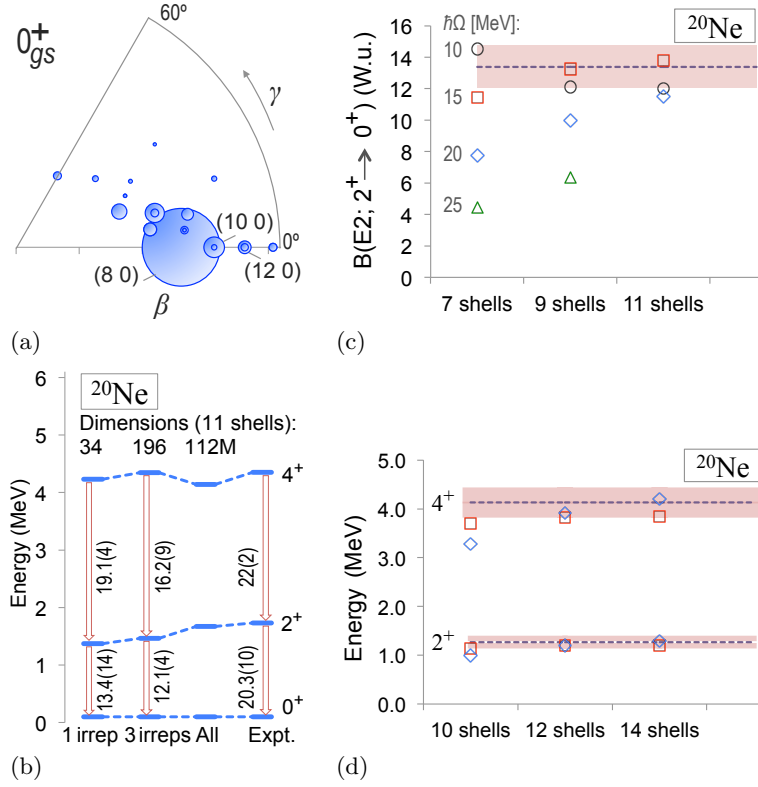 60º
0⁺gs
γ
(10 0)
0º
(8 0)
(12 0)
β
(a)
ħΩ [MeV]:
²⁰Ne
B(E2; 2⁺⟶ 0⁺) (W.u.)
16
14
12
10
8
6
4
2
0
10
15
20
25
7 shells
9 shells
11 shells
(c)
²⁰Ne
Dimensions (11 shells):
34 196 112M
Energy (MeV)
6
5
4
3
2
1
0
4⁺
2⁺
0⁺
19.1(4)
16.2(9)
22(2)
13.4(14)
12.1(4)
20.3(10)
1 irrep 3 irreps All Expt.
(b)
²⁰Ne
Energy (MeV)
5.0
4.0
3.0
2.0
1.0
0.0
4⁺
2⁺
10 shells 12 shells 14 shells
(d)